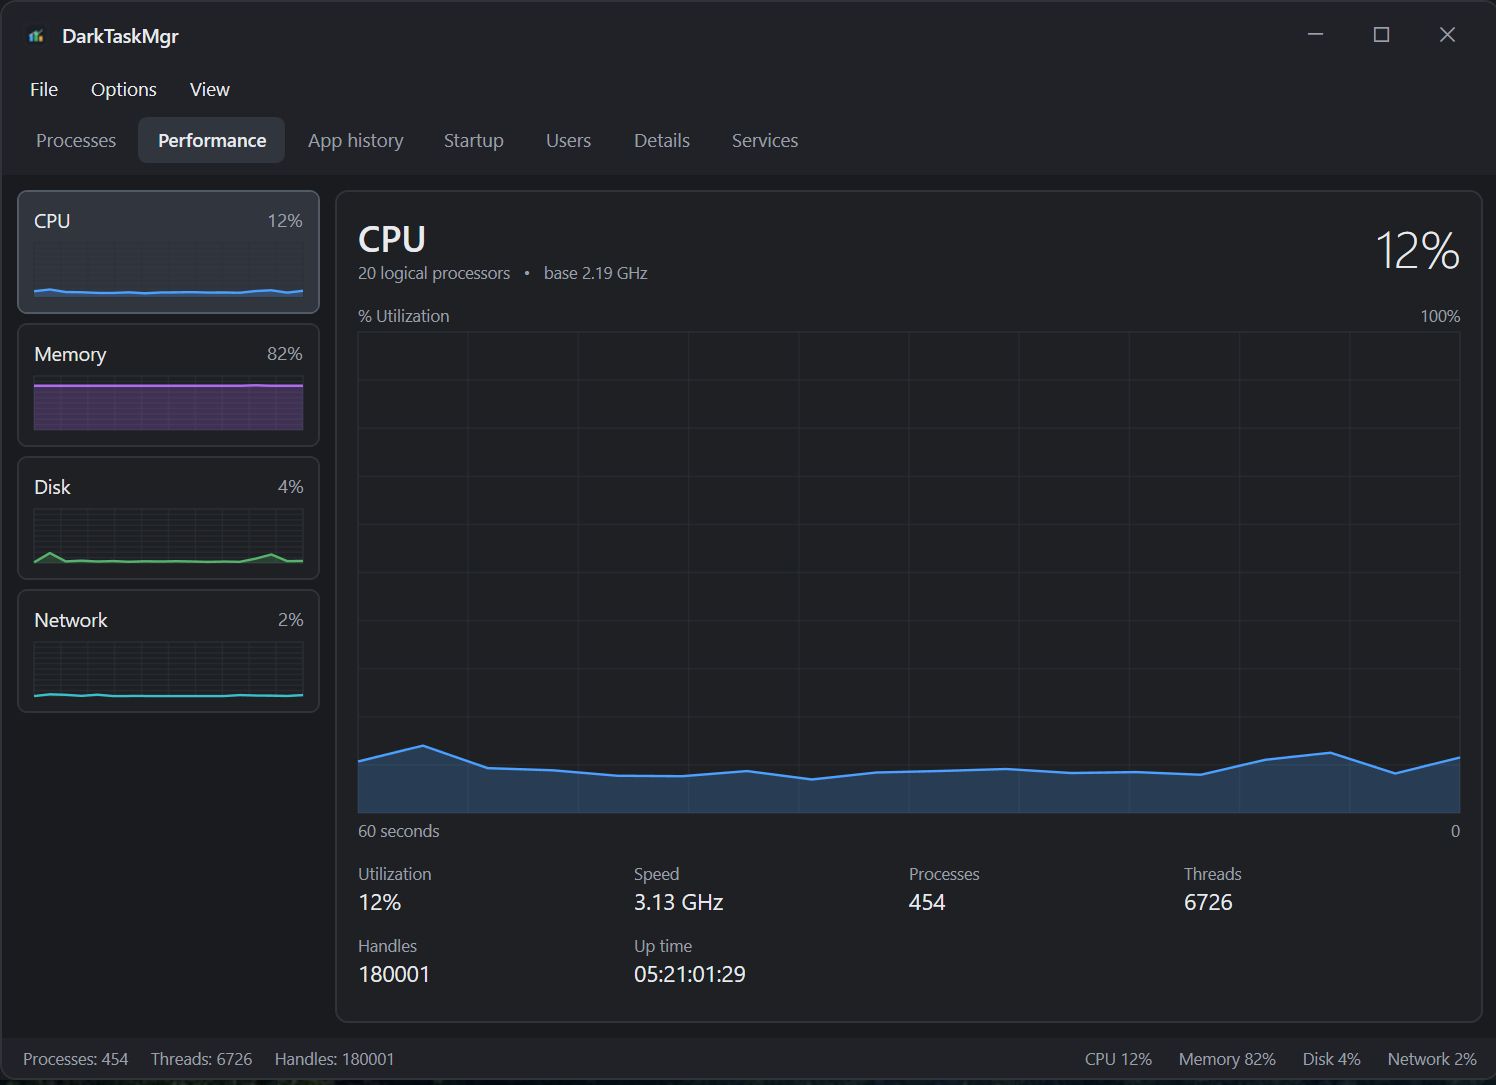 DarkTaskMgr
File Options View
Processes Performance App history Startup Users Details Services
CPU 12%
Memory 82%
Disk 4%
Network 2%
CPU 12%
20 logical processors • base 2.19 GHz
% Utilization 100%
60 seconds 0
Utilization Speed Processes Threads
12% 3.13 GHz 454 6726
Handles Up time
180001 05:21:01:29
Processes: 454 Threads: 6726 Handles: 180001 CPU 12% Memory 82% Disk 4% Network 2%